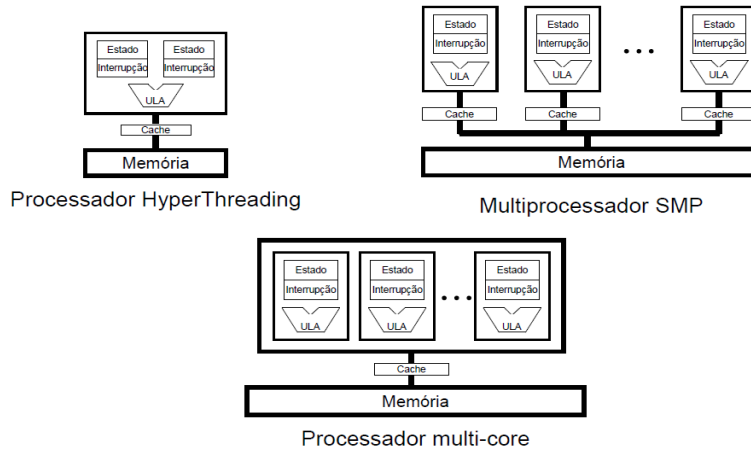 Estado Estado
Interrupção Interrupção
ULA
Cache
Memória
Processador HyperThreading
Estado Estado ... Estado
Interrupção Interrupção Interrupção
ULA ULA ULA
Cache Cache Cache
Memória
Multiprocessador SMP
Estado Estado Estado
Interrupção Interrupção ... Interrupção
ULA ULA ULA
Cache
Memória
Processador multi-core